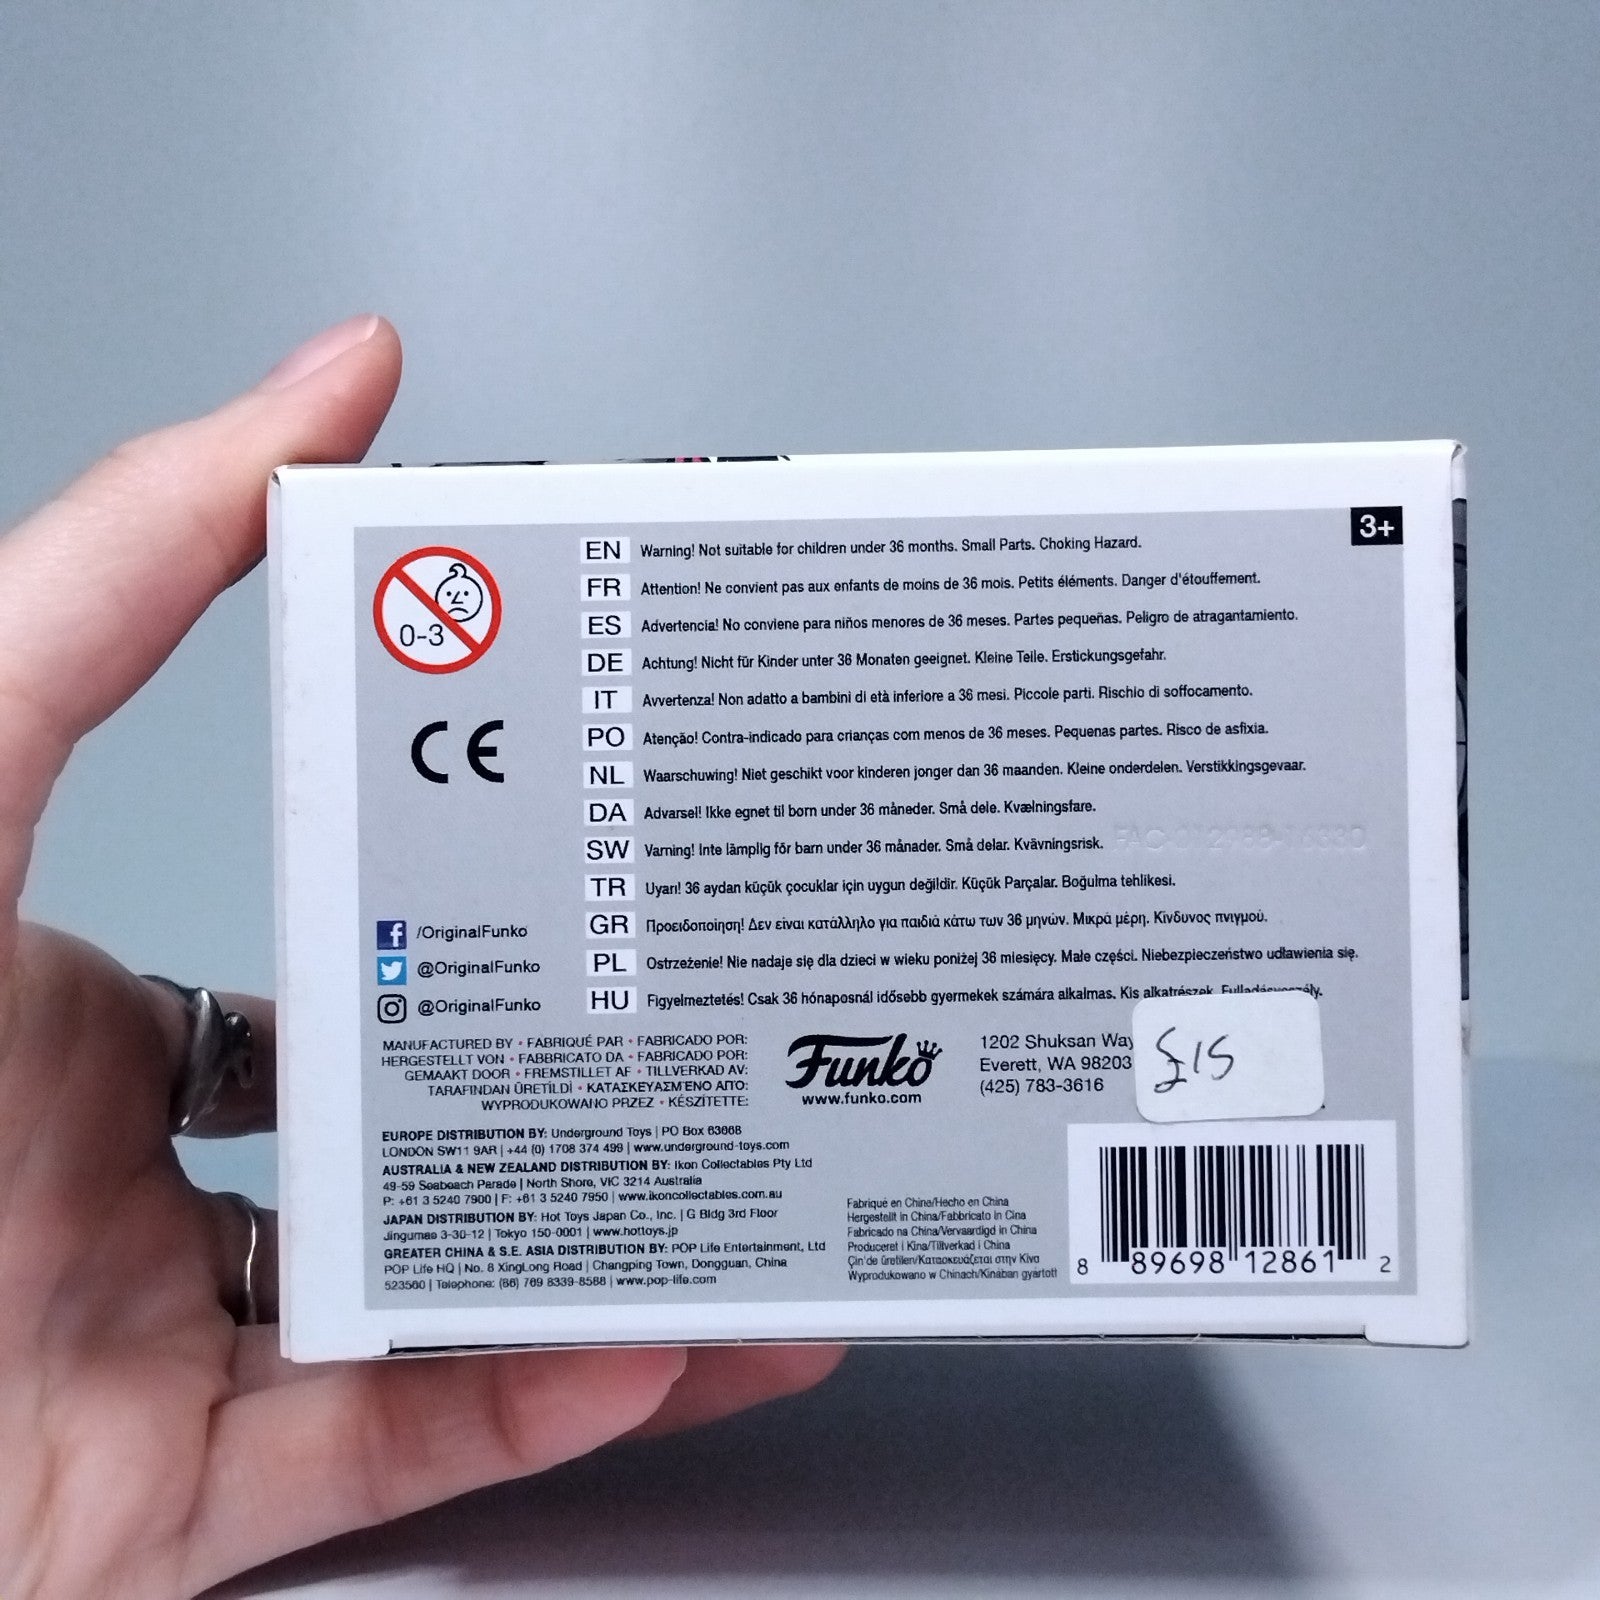 3+
0-3
EN Warning! Not suitable for children under 36 months. Small Parts. Choking Hazard.
FR Attention! Ne convient pas aux enfants de moins de 36 mois. Petits éléments. Danger d'étouffement.
ES Advertencia! No conviene para niños menores de 36 meses. Partes pequeñas. Peligro de atragantamiento.
DE Achtung! Nicht für Kinder unter 36 Monaten geeignet. Kleine Teile. Erstickungsgefahr.
IT Avvertenza! Non adatto a bambini di età inferiore a 36 mesi. Piccole parti. Rischio di soffocamento.
PO Atenção! Contra-indicado para crianças com menos de 36 meses. Pequenas partes. Risco de asfixia.
NL Waarschuwing! Niet geschikt voor kinderen jonger dan 36 maanden. Kleine onderdelen. Verstikkingsgevaar.
DA Advarsel! Ikke egnet til børn under 36 måneder. Små dele. Kvælningsfare.
SW Varning! Inte lämplig för barn under 36 månader. Små delar. Kvävningsrisk.
TR Uyarı! 36 aydan küçük çocuklar için uygun değildir. Küçük Parçalar. Boğulma tehlikesi.
GR Προειδοποίηση! Δεν είναι κατάλληλο για παιδιά κάτω των 36 μηνών. Μικρά μέρη. Κίνδυνος πνιγμού.
PL Ostrzeżenie! Nie nadaje się dla dzieci w wieku poniżej 36 miesięcy. Małe części. Niebezpieczeństwo udławienia się.
HU Figyelmeztetés! Csak 36 hónaposnál idősebb gyermekek számára alkalmas. Kis alkatrészek.
CE
/OriginalFunko
@OriginalFunko
@OriginalFunko
MANUFACTURED BY • FABRIQUÉ PAR • FABRICADO POR:
HERGESTELLT VON • FABBRICATO DA • FABRICADO POR:
GEMAAKT DOOR • FREMSTILLET AF • TILLVERKAD AV:
TARAFINDAN ÜRETİLDİ • ΚΑΤΑΣΚΕΥΑΣΜΈΝΟ ΑΠΌ:
WYPRODUKOWANO PRZEZ • KÉSZÍTETTE:
Funko
www.funko.com
1202 Shuksan Way
Everett, WA 98203
(425) 783-3616
£15
EUROPE DISTRIBUTION BY: Underground Toys | PO Box 63668
LONDON SW11 9AR | +44 (0) 1708 374 499 | www.underground-toys.com
AUSTRALIA & NEW ZEALAND DISTRIBUTION BY: Ikon Collectables Pty Ltd
49-59 Seabeach Parade | North Shore, VIC 3214 Australia
P: +61 3 5240 7900 | F: +61 3 5240 7950 | www.ikoncollectables.com.au
JAPAN DISTRIBUTION BY: Hot Toys Japan Co., Inc. | G Bldg 3rd Floor
Jingumae 3-30-12 | Tokyo 150-0001 | www.hottoys.jp
GREATER CHINA & S.E. ASIA DISTRIBUTION BY: POP Life Entertainment, Ltd
POP Life HQ | No. 8 XingLong Road | Changping Town, Dongguan, China
523560 | Telephone: (86) 769 8339-8588 | www.pop-life.com
Fabriqué en Chine/Hecho en China
Hergestellt in China/Fabbricato in Cina
Fabricado na China/Vervaardigd in China
Produceret i Kina/Tillverkad i China
Çin'de üretilen/Κατασκευάζεται στην Κίνα
Wyprodukowano w Chinach/Kínában gyártott
8 89698 12861 2